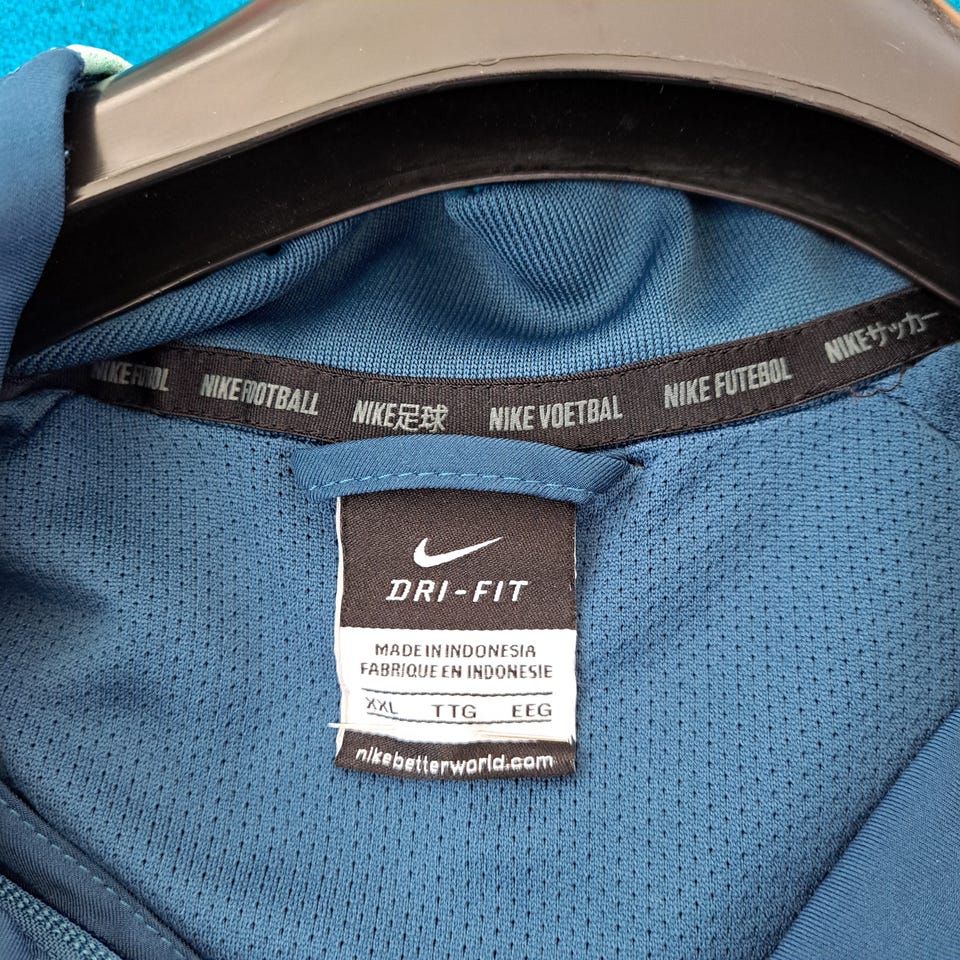 NIKE FUTBOL
NIKE FOOTBALL
NIKE足球
NIKE VOETBAL
NIKE FUTEBOL
NIKEサッカー
DRI-FIT
MADE IN INDONESIA
FABRIQUE EN INDONESIE
XXL TTG EEG
nikebetterworld.com